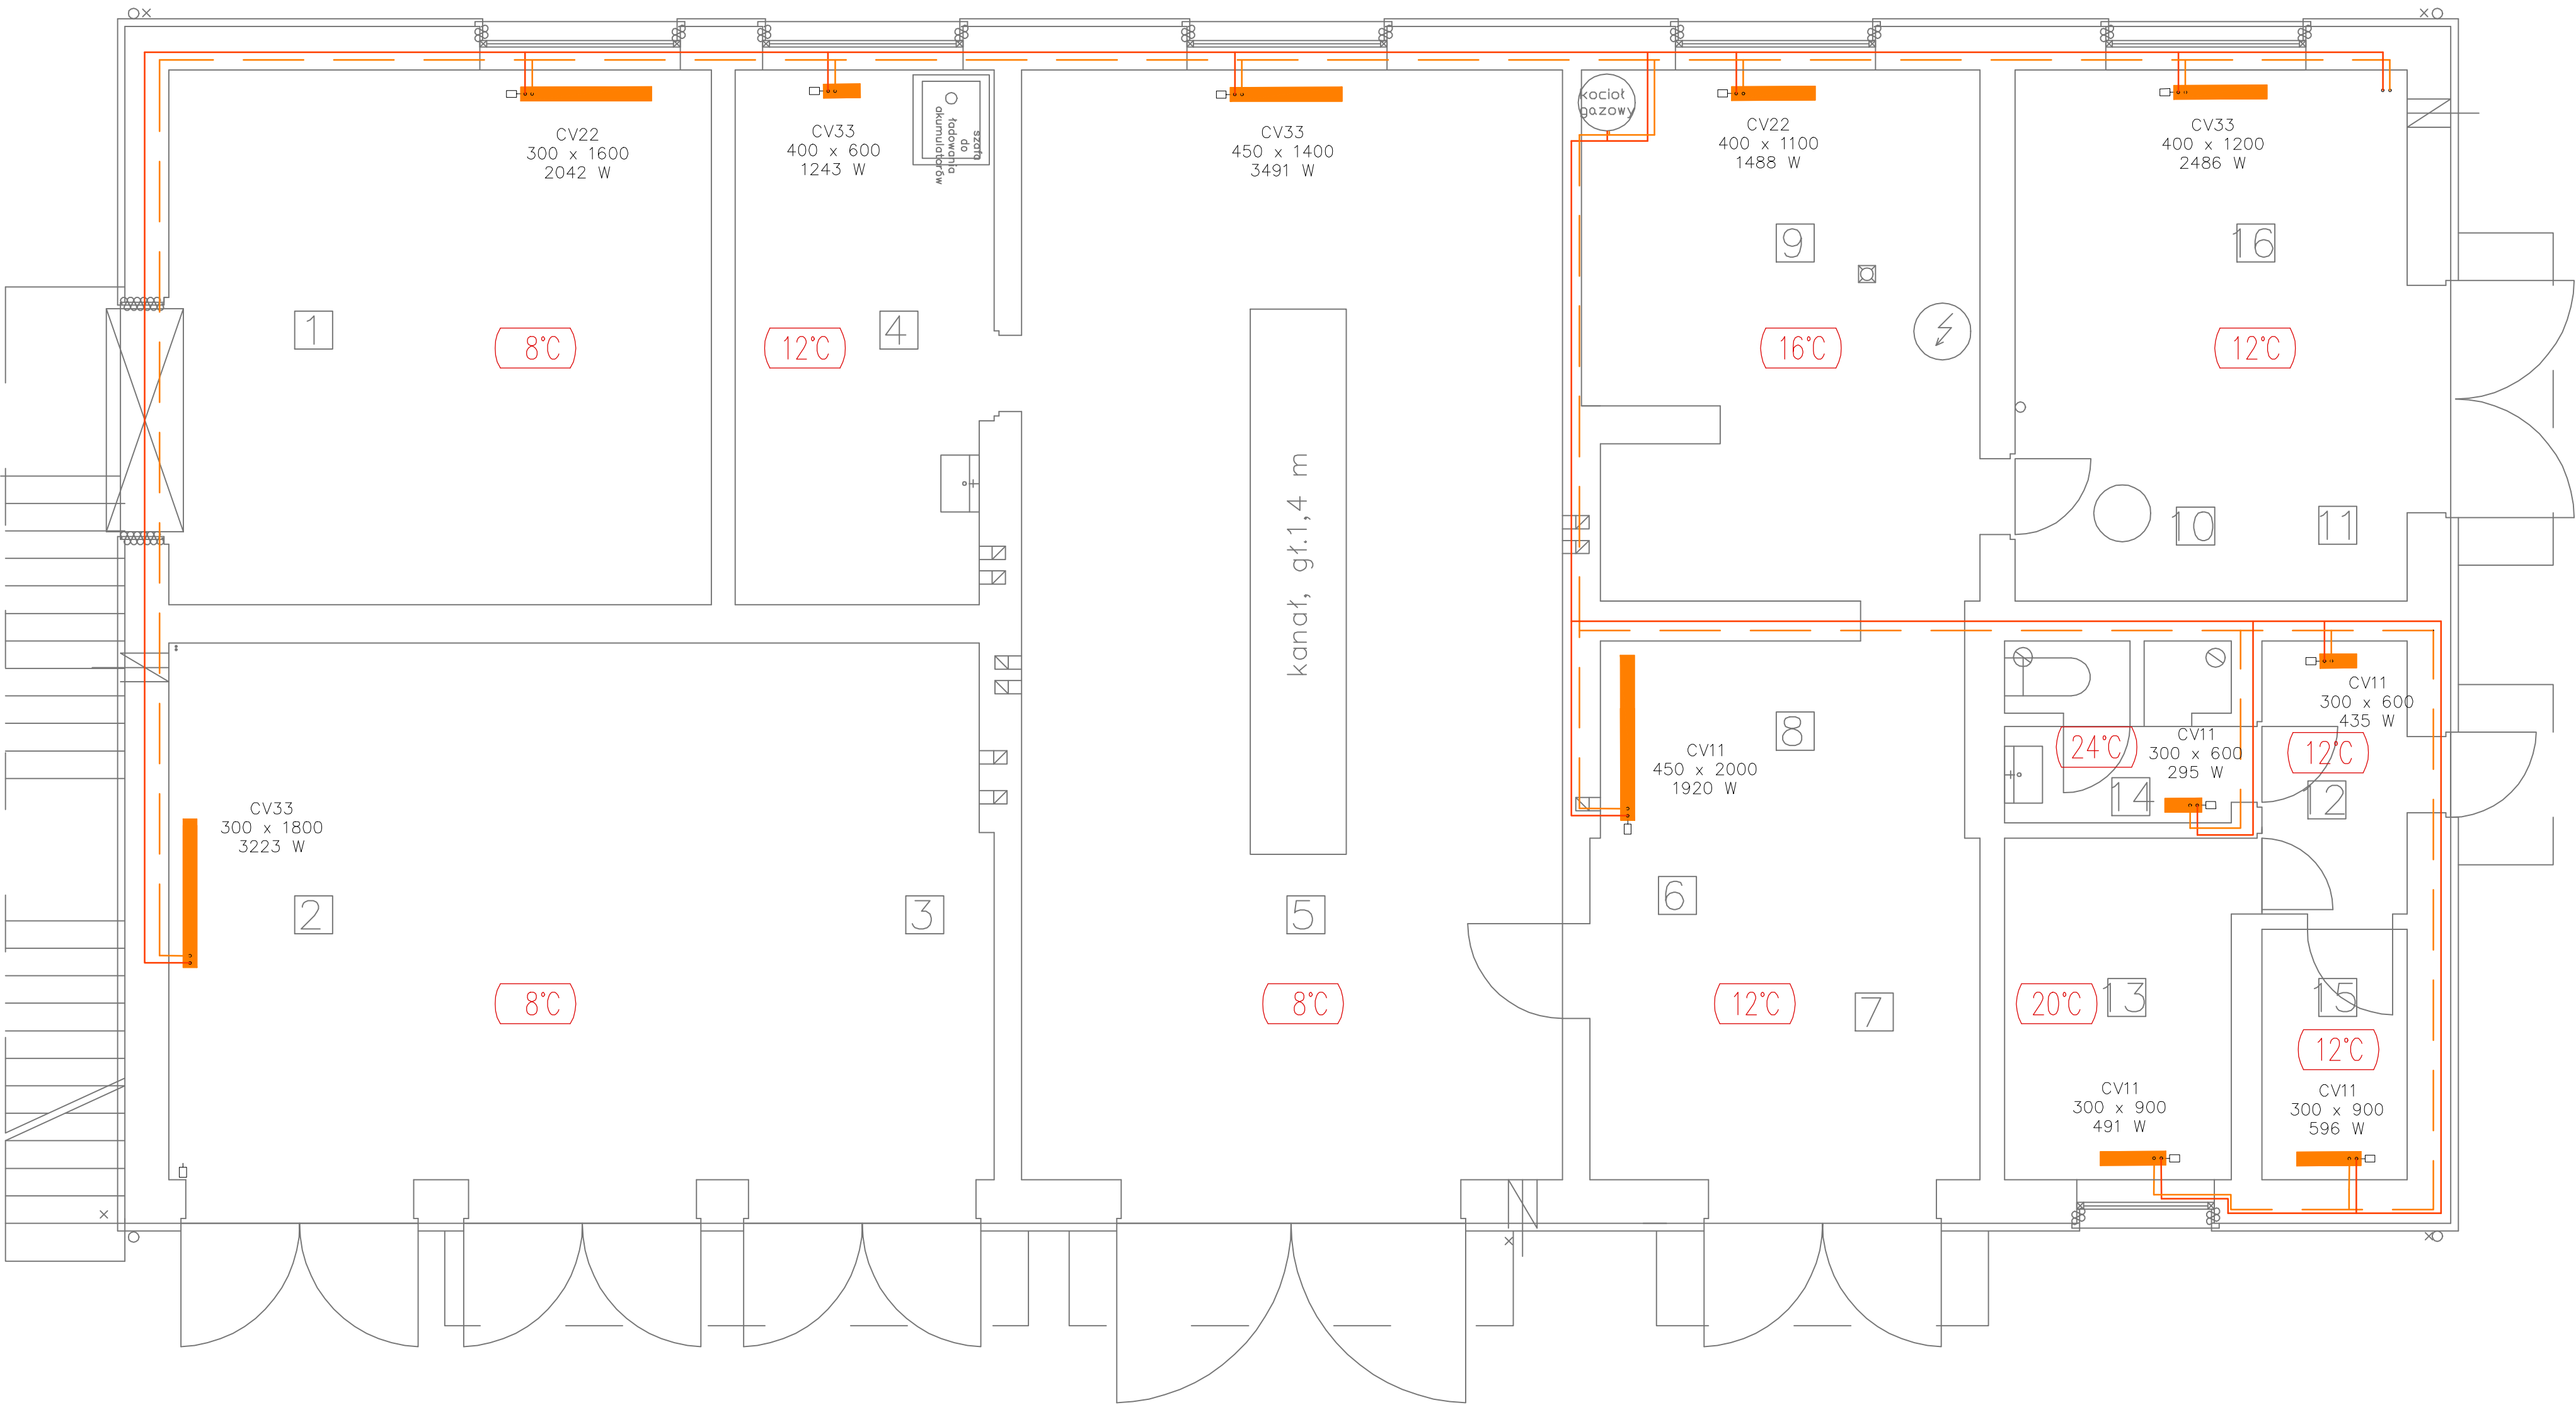 kocioł
gazowy
szafa
do
ładowania
akumulatorów
CV22
300 x 1600
2042 W
CV33
400 x 600
1243 W
CV33
450 x 1400
3491 W
CV22
400 x 1100
1488 W
CV33
400 x 1200
2486 W
9
16
1
4
8°C
12°C
16°C
12°C
kanał, gł.1,4 m
10
11
CV11
300 x 600
435 W
8
CV11
450 x 2000
1920 W
24°C
CV11
300 x 600
295 W
12°C
14
12
CV33
300 x 1800
3223 W
2
3
5
6
7
13
15
8°C
8°C
12°C
20°C
12°C
CV11
300 x 900
491 W
CV11
300 x 900
596 W